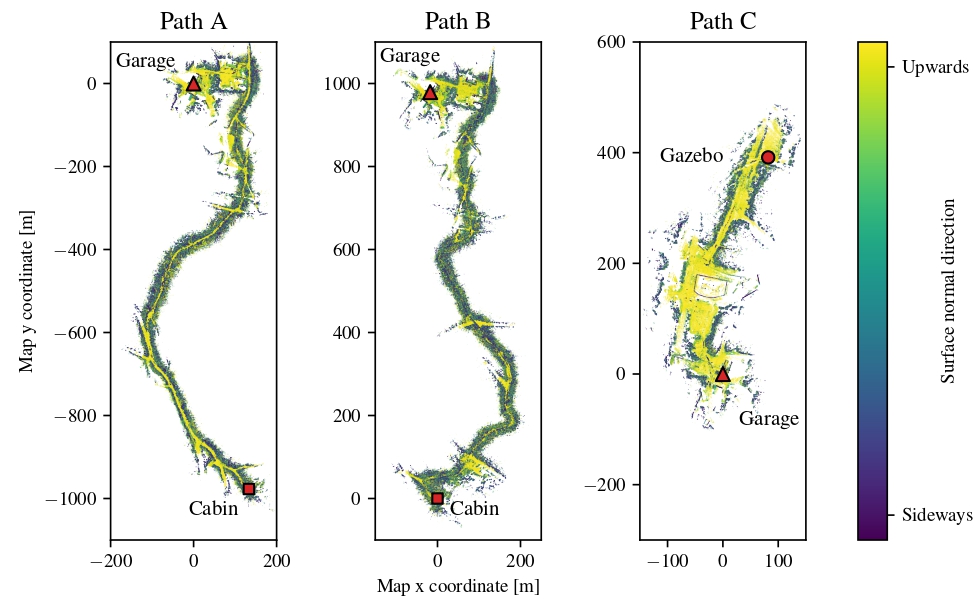 Path A
Path B
Path C
Garage
0
−200
−400
−600
−800
−1000
Cabin
−200
0
200
Map y coordinate [m]
Garage
1000
800
600
400
200
0
Cabin
0
200
Map x coordinate [m]
600
400
200
0
−200
Gazebo
Garage
−100
0
100
Upwards
Sideways
Surface normal direction